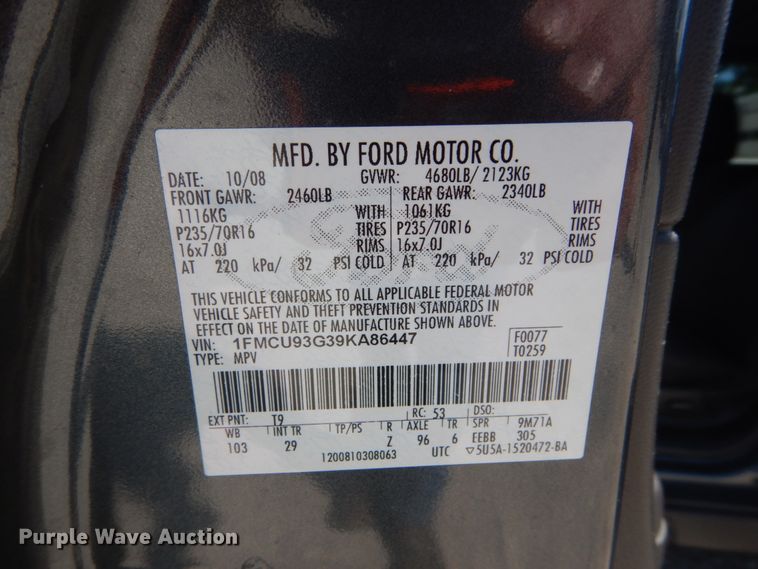 MFD. BY FORD MOTOR CO.
DATE: 10/08 GVWR: 4680LB/ 2123KG
FRONT GAWR: 2460LB REAR GAWR: 2340LB
1116KG WITH 1061KG WITH
P235/70R16 TIRES P235/70R16 TIRES
16x7.0J RIMS 16x7.0J RIMS
AT 220 kPa/ 32 PSI COLD AT 220 kPa/ 32 PSI COLD
THIS VEHICLE CONFORMS TO ALL APPLICABLE FEDERAL MOTOR
VEHICLE SAFETY AND THEFT PREVENTION STANDARDS IN
EFFECT ON THE DATE OF MANUFACTURE SHOWN ABOVE.
VIN: 1FMCU93G39KA86447 F0077
TYPE: MPV T0259
EXT PNT: T9 RC: 53 DSO:
WB INT TR TP/PS R AXLE TR SPR 9M71A
103 29 Z 96 6 EEBB 305
1200810308063 UTC ▽5U5A-1520472-BA
Ford
Purple Wave Auction